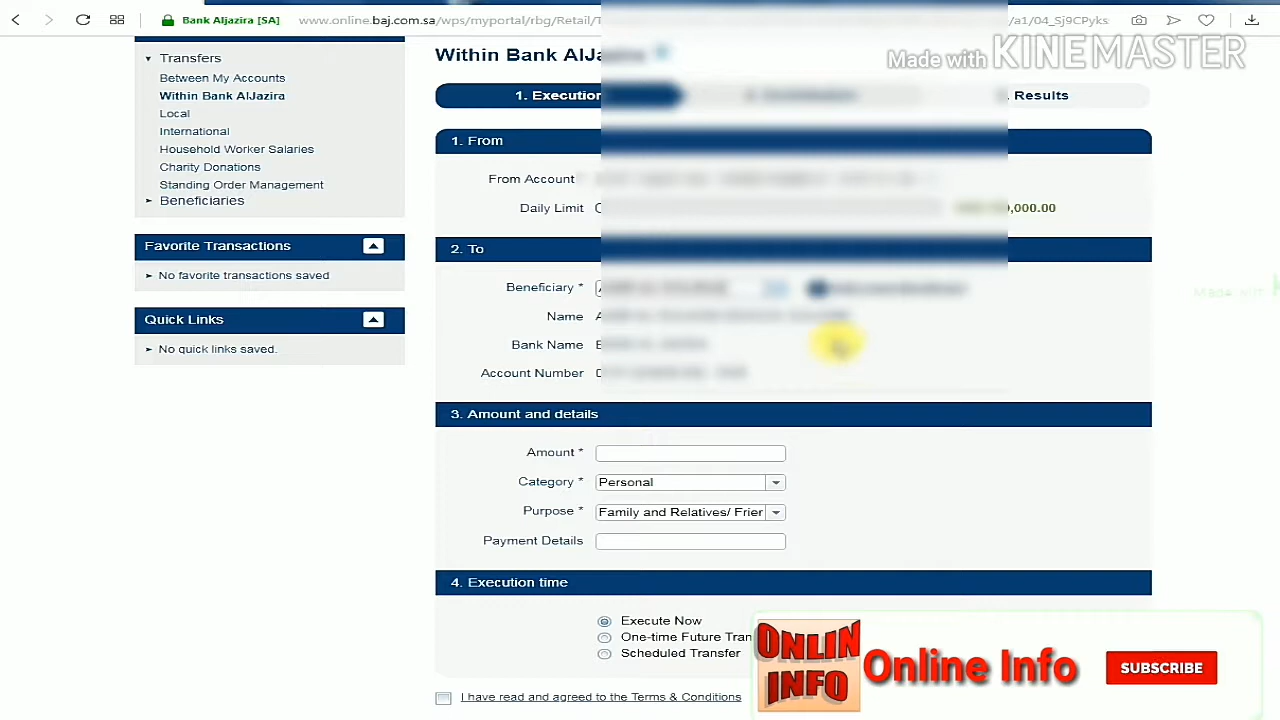 Bank Aljazira [SA]
www.online.baj.com.sa/wps/myportal/rbg/Retail/T
/a1/04_Sj9CPyks
Made with KINEMASTER
Transfers
Between My Accounts
Within Bank AlJazira
Local
International
Household Worker Salaries
Charity Donations
Standing Order Management
Beneficiaries
Favorite Transactions
No favorite transactions saved
Quick Links
No quick links saved.
Within Bank AlJazira
1. Execution
Results
1. From
From Account
Daily Limit
,000.00
2. To
Beneficiary *
Name
Bank Name
Account Number
Made with
3. Amount and details
Amount *
Category * Personal
Purpose * Family and Relatives/ Frier
Payment Details
4. Execution time
Execute Now
One-time Future Tran
Scheduled Transfer
I have read and agreed to the Terms & Conditions
ONLIN
INFO
Online Info
SUBSCRIBE